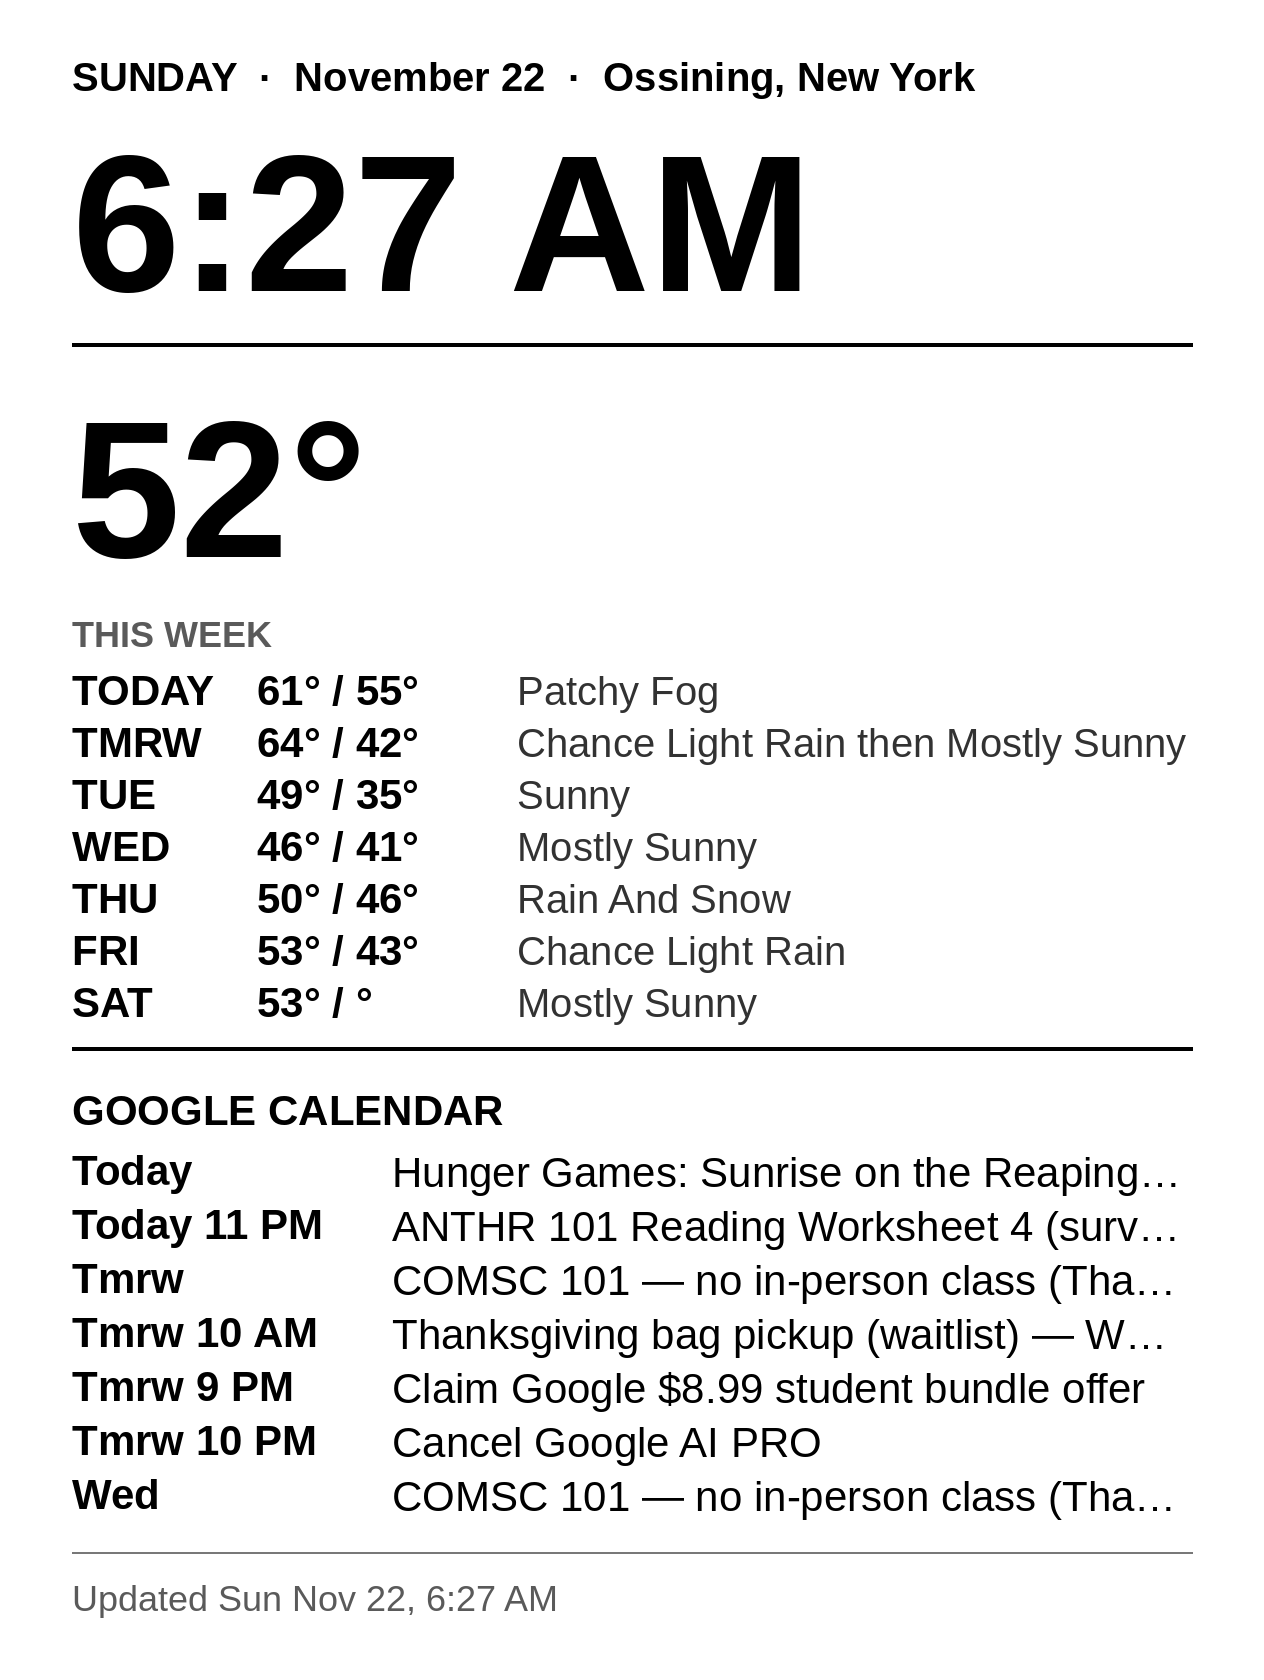 SUNDAY · November 22 · Ossining, New York
6:27 AM
52°
THIS WEEK
TODAY 61° / 55° Patchy Fog
TMRW 64° / 42° Chance Light Rain then Mostly Sunny
TUE 49° / 35° Sunny
WED 46° / 41° Mostly Sunny
THU 50° / 46° Rain And Snow
FRI 53° / 43° Chance Light Rain
SAT 53° / ° Mostly Sunny
GOOGLE CALENDAR
Today Hunger Games: Sunrise on the Reaping…
Today 11 PM ANTHR 101 Reading Worksheet 4 (surv…
Tmrw COMSC 101 — no in-person class (Tha…
Tmrw 10 AM Thanksgiving bag pickup (waitlist) — W…
Tmrw 9 PM Claim Google $8.99 student bundle offer
Tmrw 10 PM Cancel Google AI PRO
Wed COMSC 101 — no in-person class (Tha…
Updated Sun Nov 22, 6:27 AM